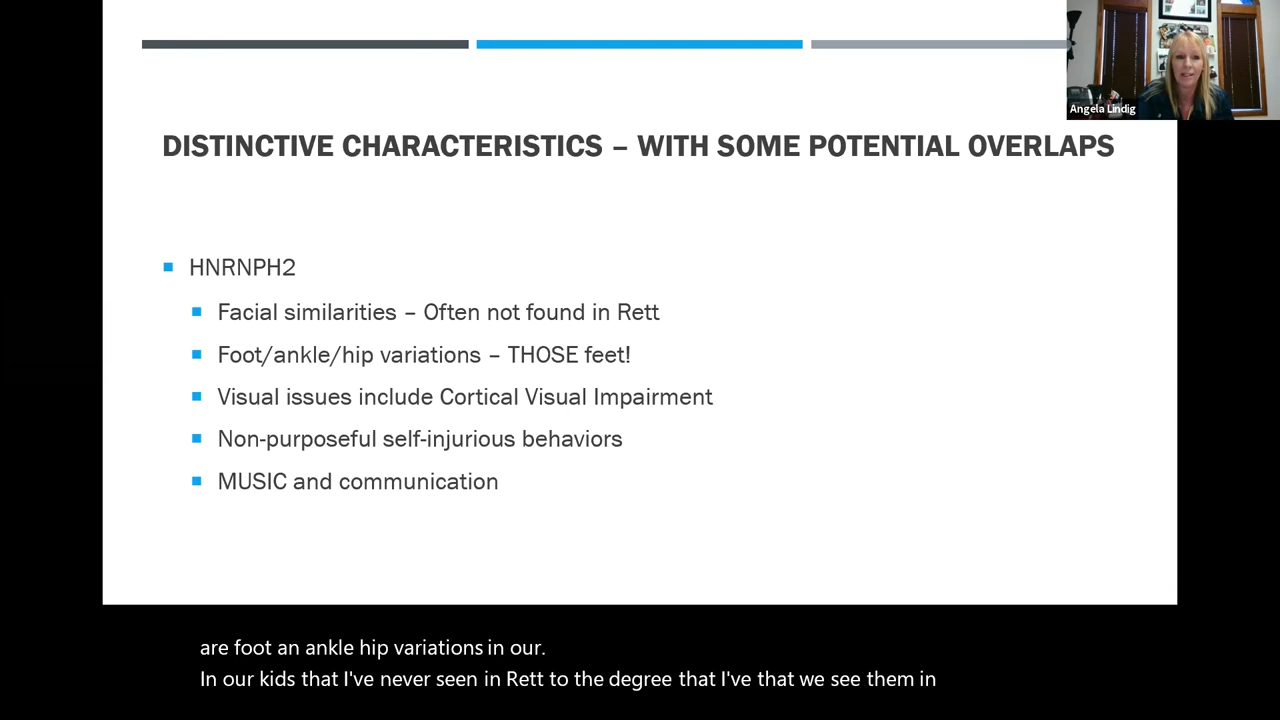 Angela Lindig
DISTINCTIVE CHARACTERISTICS – WITH SOME POTENTIAL OVERLAPS
HNRNPH2
Facial similarities – Often not found in Rett
Foot/ankle/hip variations – THOSE feet!
Visual issues include Cortical Visual Impairment
Non-purposeful self-injurious behaviors
MUSIC and communication
are foot an ankle hip variations in our.
In our kids that I've never seen in Rett to the degree that I've that we see them in